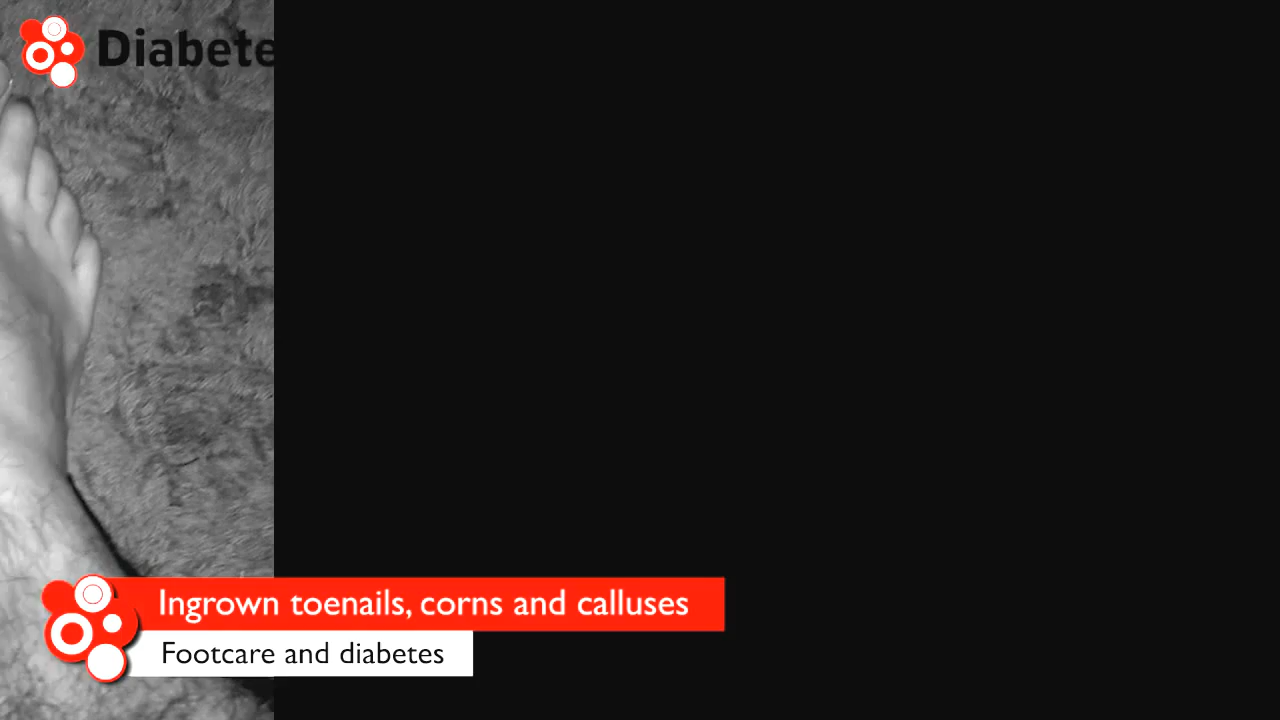 Diabete
Ingrown toenails, corns and calluses
Footcare and diabetes